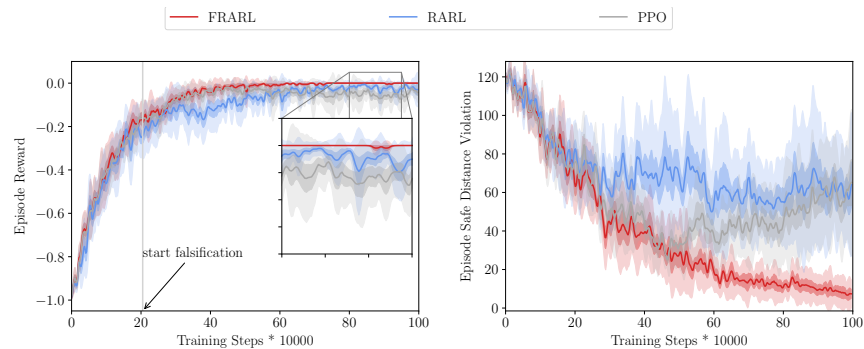 FRARL RARL PPO
0.0
−0.2
−0.4
−0.6
−0.8
−1.0
Episode Reward
start falsification
0 20 40 60 80 100
Training Steps * 10000
120
100
80
60
40
20
0
Episode Safe Distance Violation
0 20 40 60 80 100
Training Steps * 10000